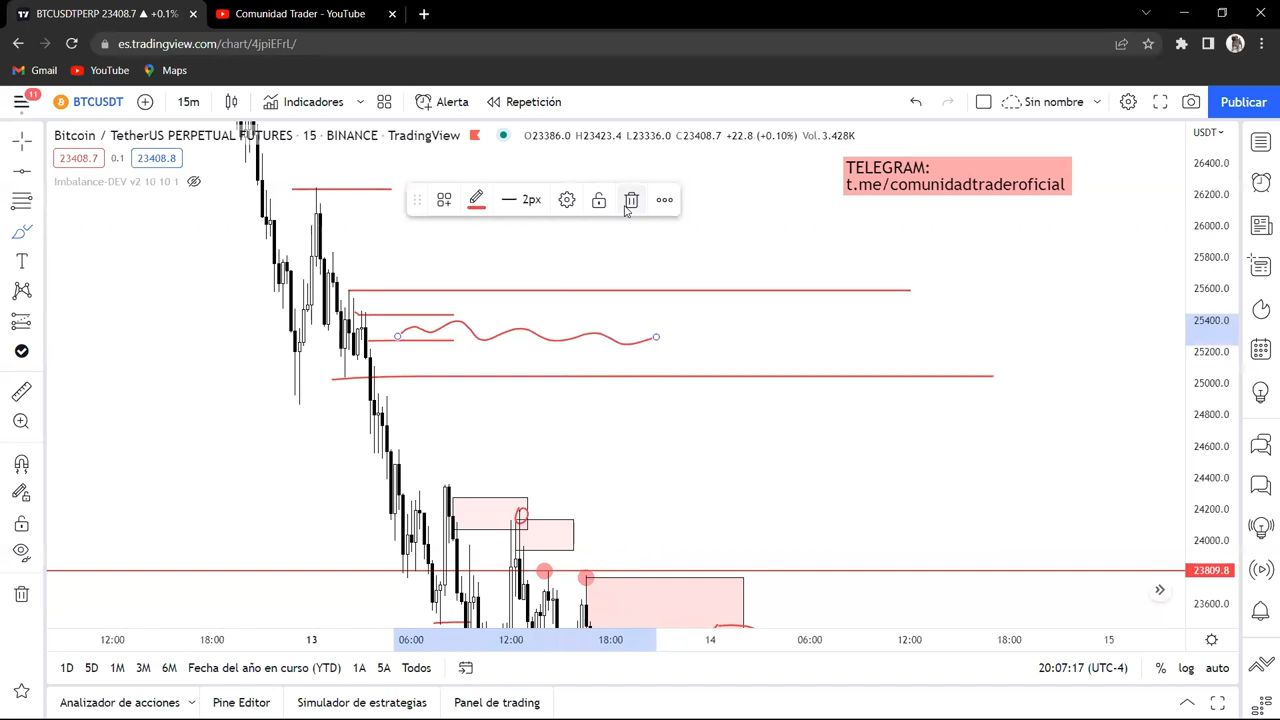 BTCUSDTPERP 23408.7 ▲ +0.1%
Comunidad Trader - YouTube
es.tradingview.com/chart/4jpiEFrL/
Gmail
YouTube
Maps
11
BTCUSDT
15m
Indicadores
Alerta
Repetición
Sin nombre
Publicar
Bitcoin / TetherUS PERPETUAL FUTURES · 15 · BINANCE · TradingView
O23386.0 H23423.4 L23336.0 C23408.7 +22.8 (+0.10%) Vol.3.428K
USDT
23408.7
0.1
23408.8
Imbalance-DEV v2 10 10 1
TELEGRAM:
t.me/comunidadtraderoficial
2px
26400.0
26200.0
26000.0
25800.0
25600.0
25400.0
25200.0
25000.0
24800.0
24600.0
24400.0
24200.0
24000.0
23809.8
23600.0
12:00
18:00
13
06:00
12:00
18:00
14
06:00
12:00
18:00
15
1D
5D
1M
3M
6M
Fecha del año en curso (YTD)
1A
5A
Todos
20:07:17 (UTC-4)
%
log
auto
Analizador de acciones
Pine Editor
Simulador de estrategias
Panel de trading